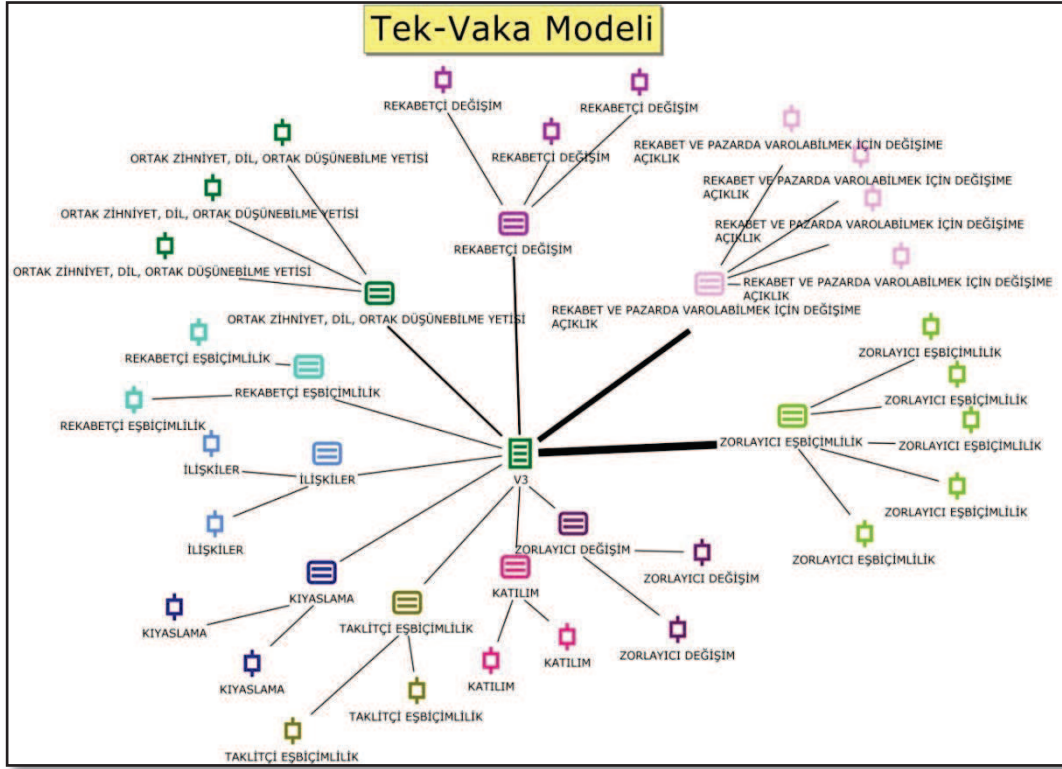 Tek-Vaka Modeli
REKABETÇİ DEĞİŞİM
REKABETÇİ DEĞİŞİM
REKABETÇİ DEĞİŞİM
REKABETÇİ DEĞİŞİM
REKABET VE PAZARDA VAROLABİLMEK İÇİN DEĞİŞİME
AÇIKLIK
REKABET VE PAZARDA VAROLABİLMEK İÇİN DEĞİŞİME
AÇIKLIK
REKABET VE PAZARDA VAROLABİLMEK İÇİN DEĞİŞİME
AÇIKLIK
REKABET VE PAZARDA VAROLABİLMEK İÇİN DEĞİŞİME
AÇIKLIK
REKABET VE PAZARDA VAROLABİLMEK İÇİN DEĞİŞİME
AÇIKLIK
ORTAK ZİHNİYET, DİL, ORTAK DÜŞÜNEBİLME YETİSİ
ORTAK ZİHNİYET, DİL, ORTAK DÜŞÜNEBİLME YETİSİ
ORTAK ZİHNİYET, DİL, ORTAK DÜŞÜNEBİLME YETİSİ
ORTAK ZİHNİYET, DİL, ORTAK DÜŞÜNEBİLME YETİSİ
REKABETÇİ EŞBİÇİMLİLİK
REKABETÇİ EŞBİÇİMLİLİK
REKABETÇİ EŞBİÇİMLİLİK
ZORLAYICI EŞBİÇİMLİLİK
ZORLAYICI EŞBİÇİMLİLİK
ZORLAYICI EŞBİÇİMLİLİK
ZORLAYICI EŞBİÇİMLİLİK
ZORLAYICI EŞBİÇİMLİLİK
ZORLAYICI EŞBİÇİMLİLİK
İLİŞKİLER
İLİŞKİLER
İLİŞKİLER
V3
ZORLAYICI DEĞİŞİM
ZORLAYICI DEĞİŞİM
ZORLAYICI DEĞİŞİM
KIYASLAMA
KIYASLAMA
KIYASLAMA
KATILIM
KATILIM
KATILIM
TAKLİTÇİ EŞBİÇİMLİLİK
TAKLİTÇİ EŞBİÇİMLİLİK
TAKLİTÇİ EŞBİÇİMLİLİK